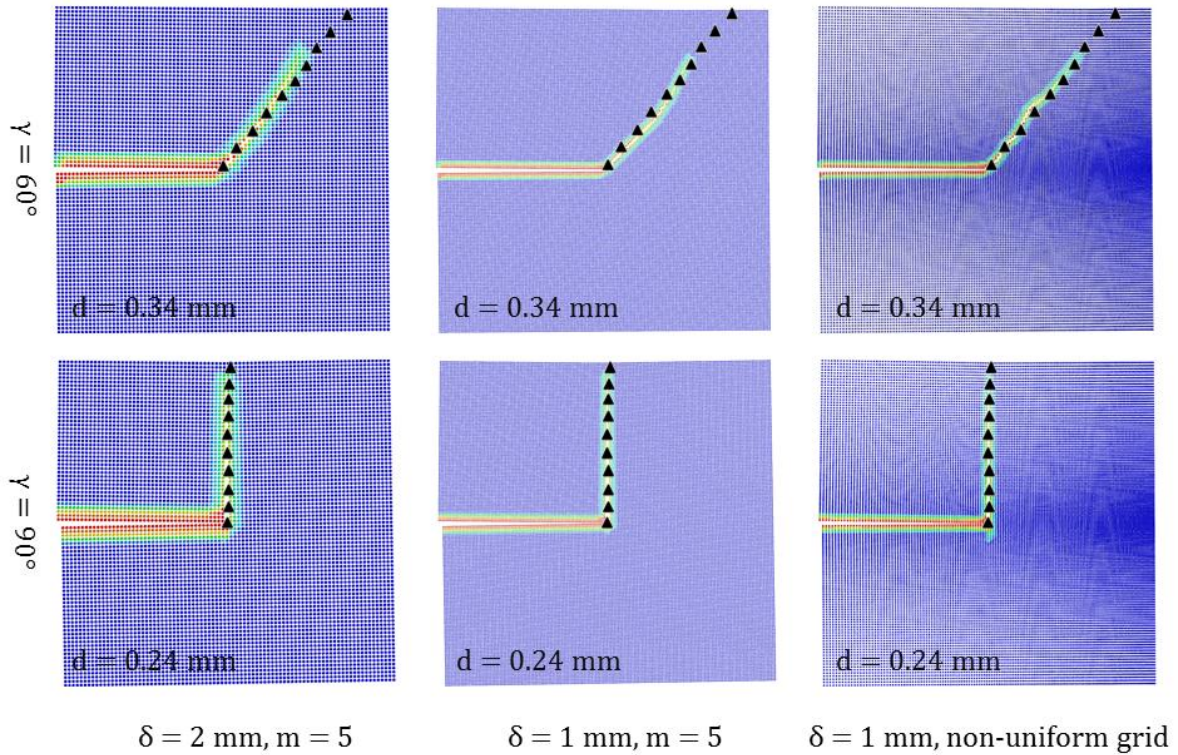 γ = 60°
d = 0.34 mm
d = 0.34 mm
d = 0.34 mm
γ = 90°
d = 0.24 mm
d = 0.24 mm
d = 0.24 mm
δ = 2 mm, m = 5
δ = 1 mm, m = 5
δ = 1 mm, non-uniform grid